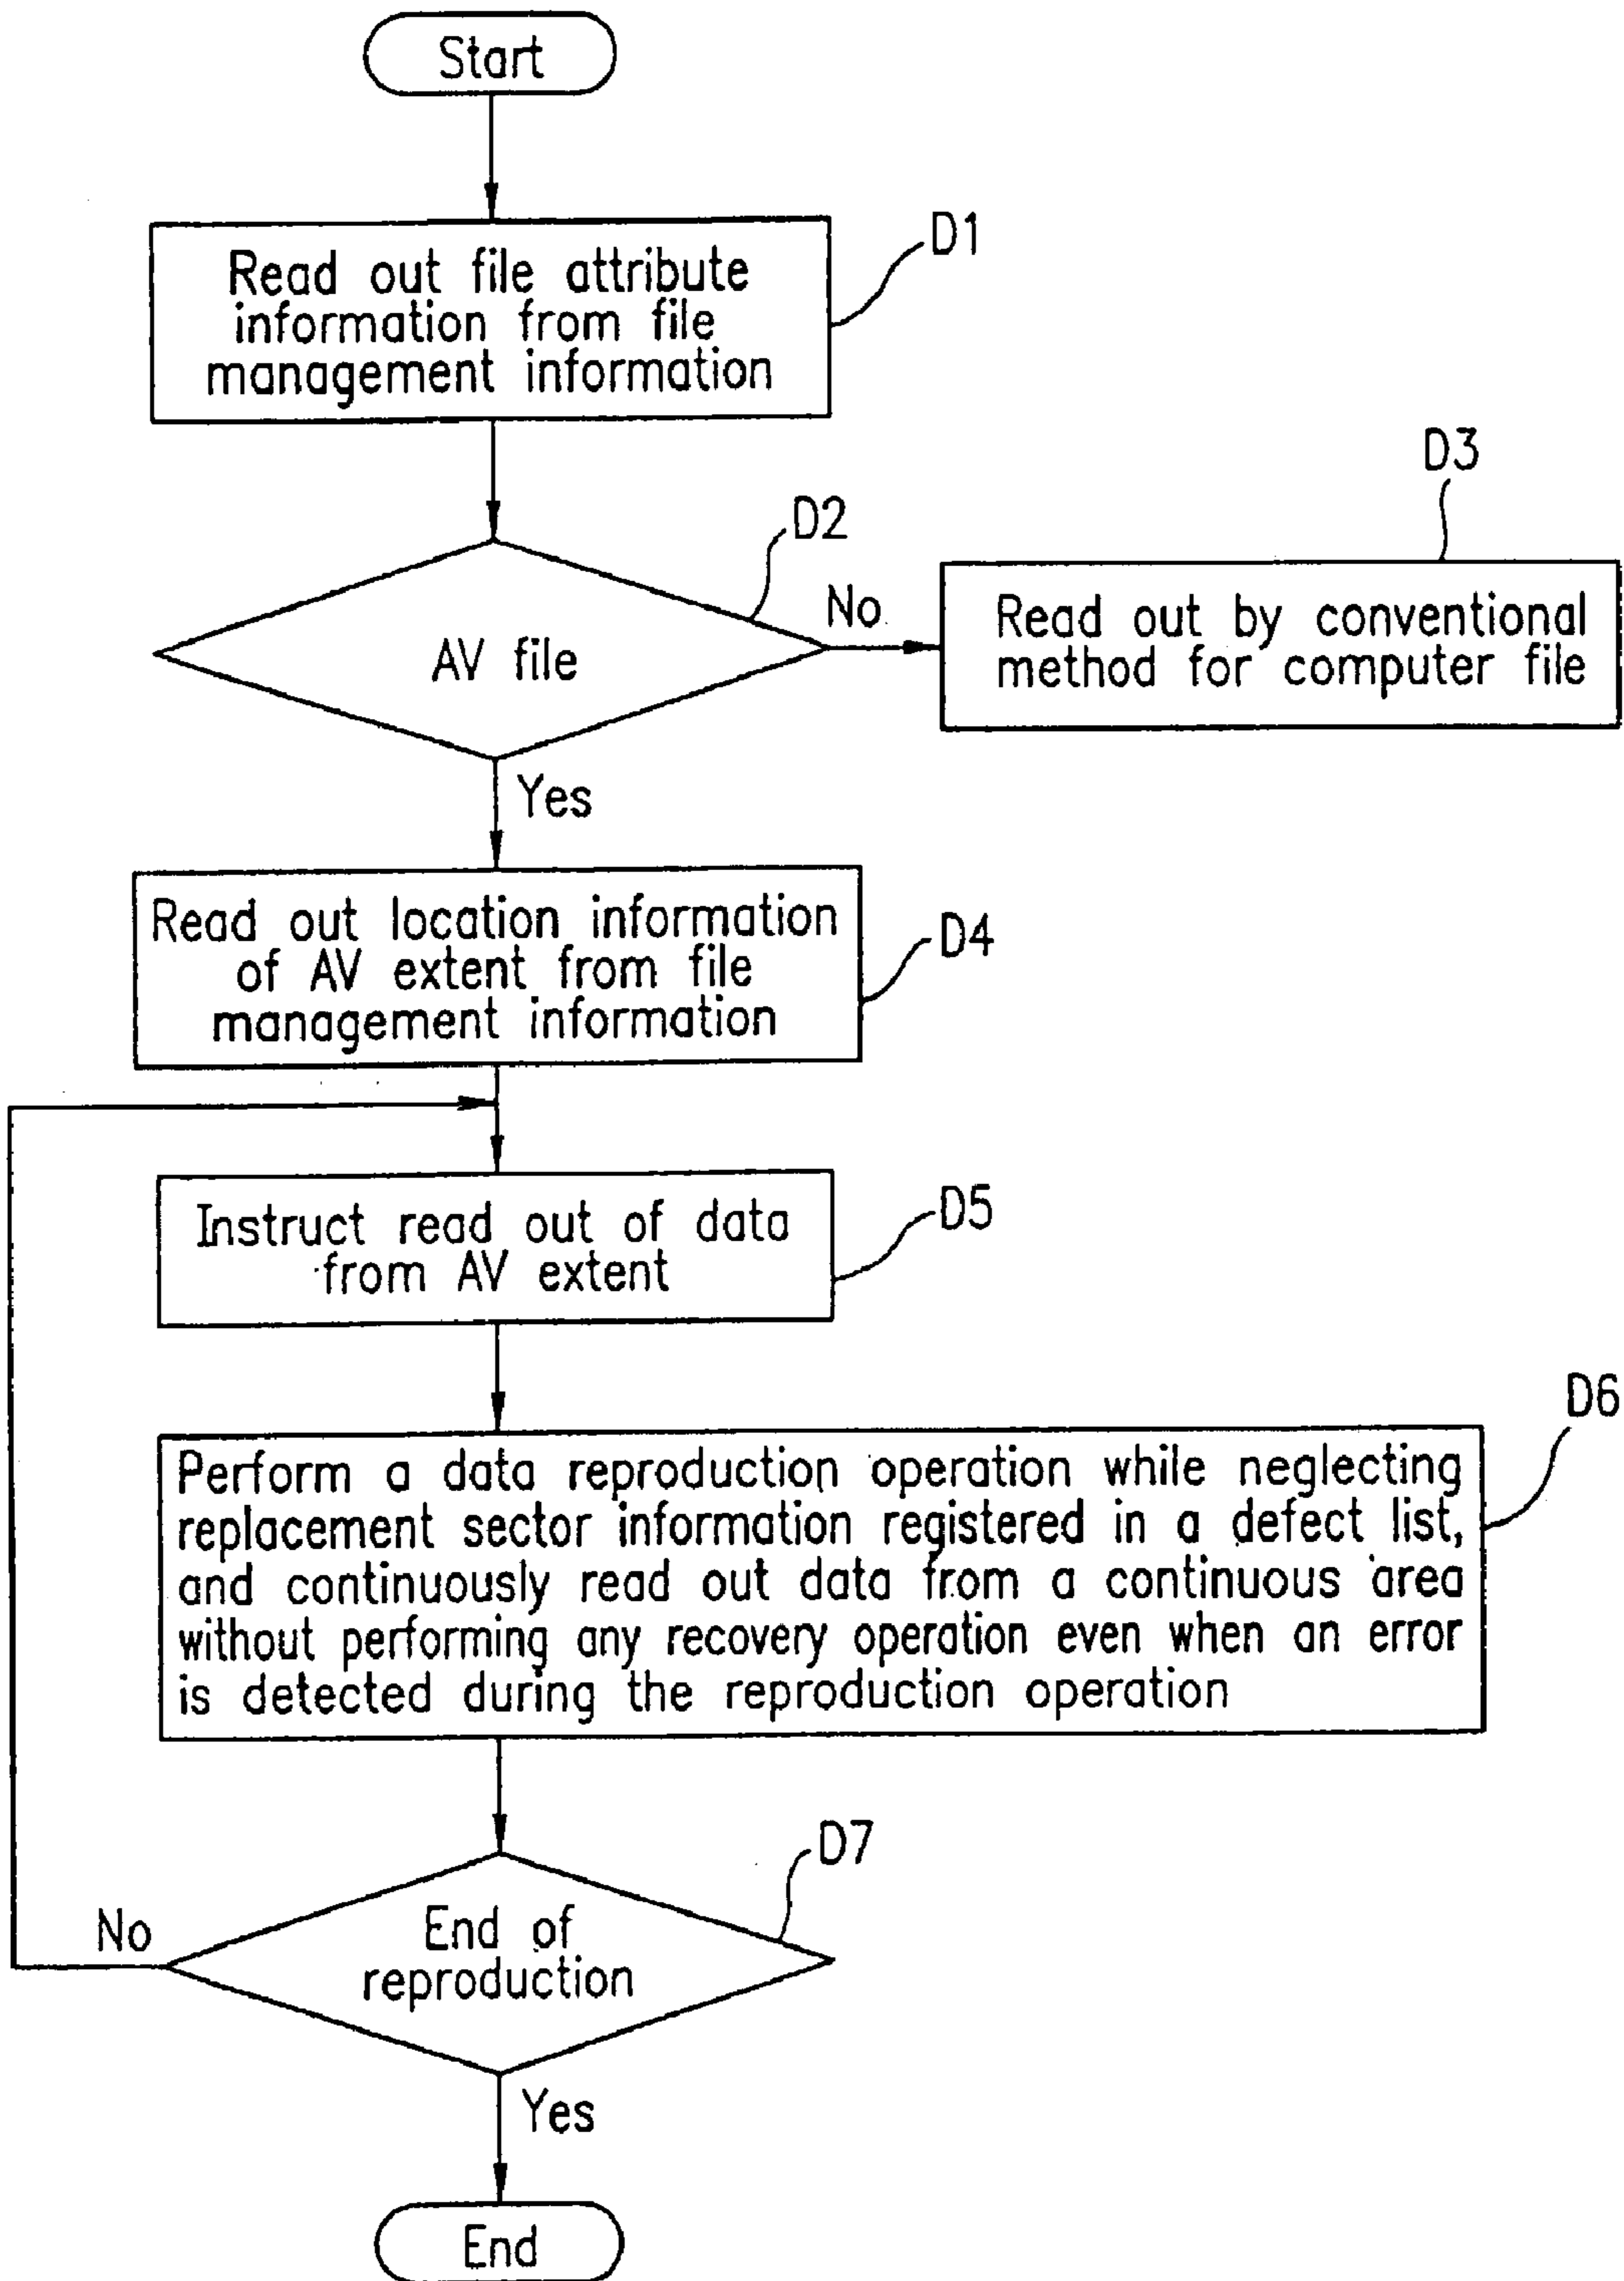 Start
D1
Read out file attribute
information from file
management information
D2
AV file
No
D3
Read out by conventional
method for computer file
Yes
Read out location information
of AV extent from file
management information
D4
Instruct read out of data
from AV extent
D5
D6
Perform a data reproduction operation while neglecting
replacement sector information registered in a defect list,
and continuously read out data from a continuous area
without performing any recovery operation even when an error
is detected during the reproduction operation
D7
End of
reproduction
No
Yes
End